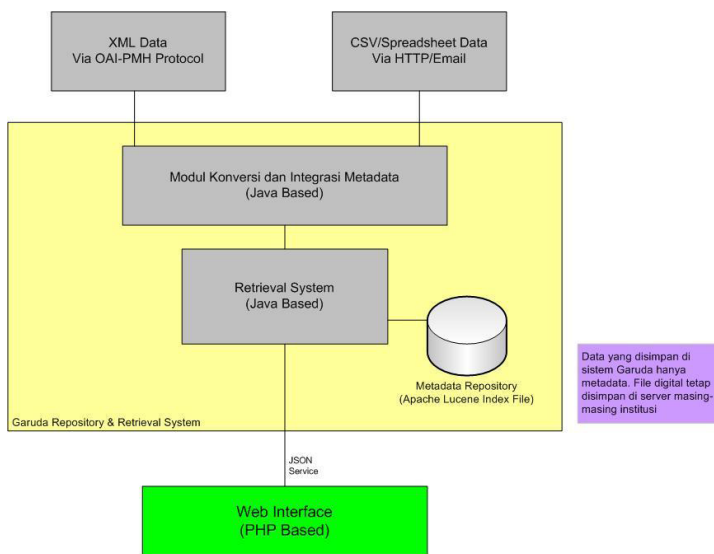 XML Data
Via OAI-PMH Protocol
CSV/Spreadsheet Data
Via HTTP/Email
Modul Konversi dan Integrasi Metadata
(Java Based)
Retrieval System
(Java Based)
Metadata Repository
(Apache Lucene Index File)
Data yang disimpan di
sistem Garuda hanya
metadata. File digital tetap
disimpan di server masing-
masing institusi
Garuda Repository & Retrieval System
JSON
Service
Web Interface
(PHP Based)